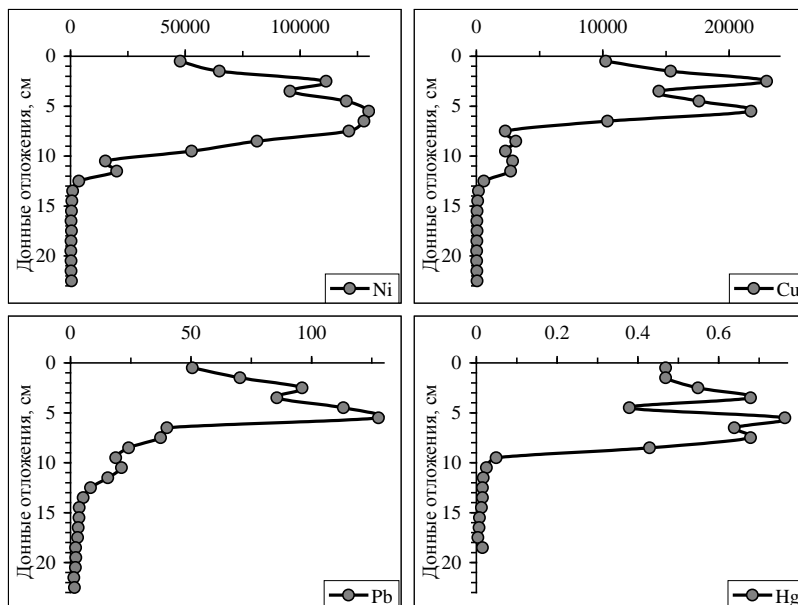 0 50000 100000
0
5
10
15
20
Донные отложения, см
Ni
0 10000 20000
0
5
10
15
20
Донные отложения, см
Cu
0 50 100
0
5
10
15
20
Донные отложения, см
Pb
0 0.2 0.4 0.6
0
5
10
15
20
Донные отложения, см
Hg